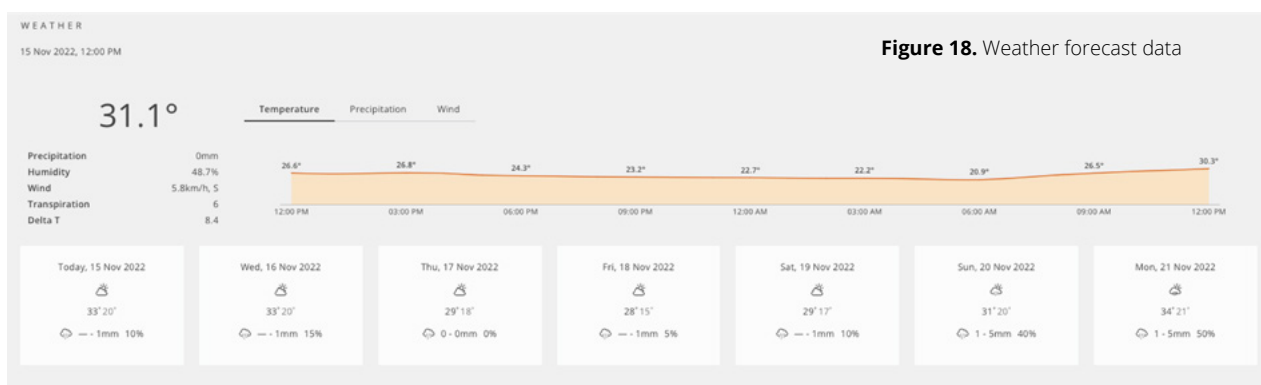 WEATHER
15 Nov 2022, 12:00 PM
Figure 18. Weather forecast data
31.1°
Temperature Precipitation Wind
Precipitation 0mm
Humidity 48.7%
Wind 5.8km/h, S
Transpiration 6
Delta T 8.4
26.6° 26.8° 24.3° 23.2° 22.7° 22.2° 20.9° 26.5° 30.3°
12:00 PM 03:00 PM 06:00 PM 09:00 PM 12:00 AM 03:00 AM 06:00 AM 09:00 AM 12:00 PM
Today, 15 Nov 2022 Wed, 16 Nov 2022 Thu, 17 Nov 2022 Fri, 18 Nov 2022 Sat, 19 Nov 2022 Sun, 20 Nov 2022 Mon, 21 Nov 2022
33° 20° 33° 20° 29° 18° 28° 15° 29° 17° 31° 20° 34° 21°
— - 1mm 10% — - 1mm 15% 0 - 0mm 0% — - 1mm 5% — - 1mm 10% 1 - 5mm 40% 1 - 5mm 50%